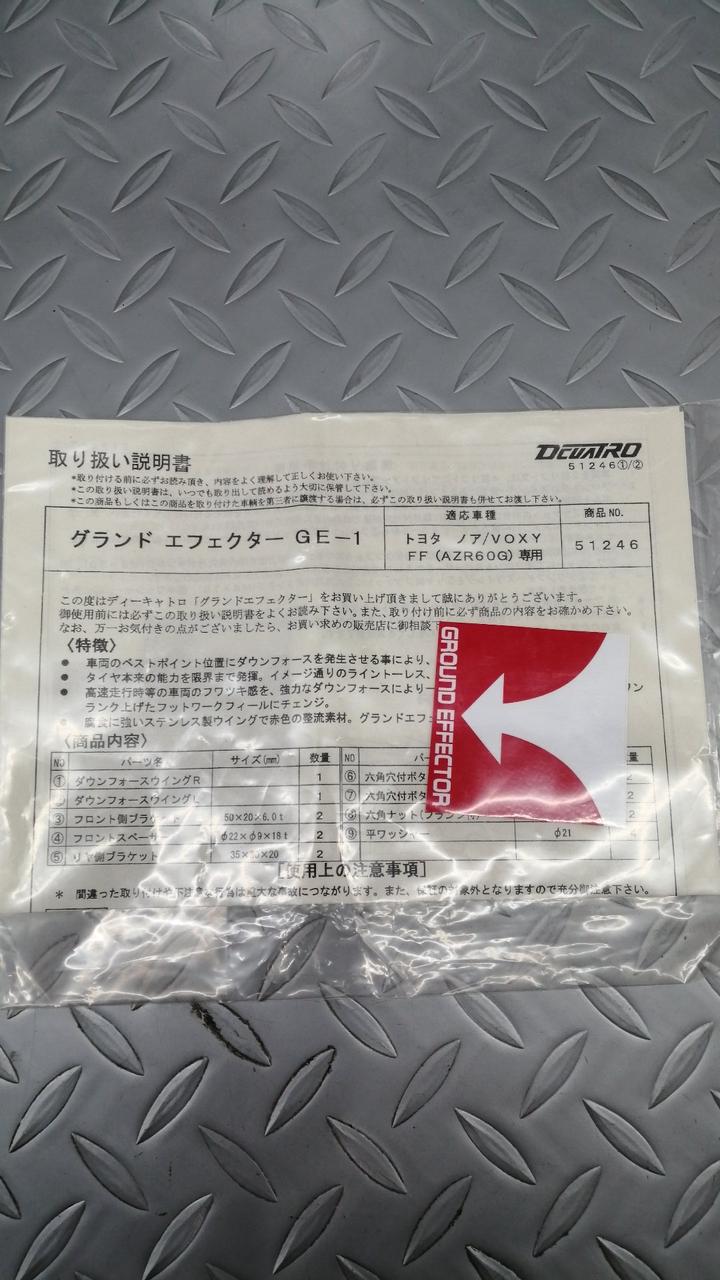 取り扱い説明書
DCUATRO
51246①/②
*取り付ける前に必ずお読み頂き、内容をよく理解して正しくお使い下さい。
*この取り扱い説明書は、いつでも取り出して読めるよう大切に保管して下さい。
*この商品もしくはこの商品を取り付けた車輌を第三者に譲渡する場合は、必ずこの取り扱い説明書も併せてお渡し下さい。
グランド エフェクター GE-1
適応車種
商品NO.
トヨタ ノア/VOXY
FF (AZR60G) 専用
51246
この度はディーキャトロ「グランドエフェクター」をお買い上げ頂きまして誠にありがとうございます。
御使用前には必ずこの取り扱い説明書をよくお読み下さい。また、取り付け前に必ず商品の内容をお確かめ下さい。
なお、万一お気付きの点がございましたら、お買い求めの販売店に御相談下
〈特徴〉
● 車両のベストポイント位置にダウンフォースを発生させる事により、
● タイヤ本来の能力を限界まで発揮。イメージ通りのライントレース、
● 高速走行時等の車両のフワツキ感を、強力なダウンフォースにより一 ワン
ランク上げたフットワークフィールにチェンジ。
● 腐食に強いステンレス製ウイングで赤色の整流素材。グランドエフェ
GROUND EFFECTOR
〈商品内容〉
NO パーツ名 サイズ(mm) 数量 NO パー 量
① ダウンフォースウイングR 1 ⑥ 六角穴付ボタ 2
② ダウンフォースウイングL 1 ⑦ 六角穴付ボタ 2
③ フロント側ブラケット 50×20×6.0t 2 ⑧ 六角ナット(フランジ付)
④ フロントスペーサー φ22×φ9×18t 2 ⑨ 平ワッシャー φ21 4
⑤ リヤ側ブラケット 2
[使用上の注意事項]
* 間違った取り付けや不注意な行為は重大な事故につながります。また、保証の対象外となりますので充分御注意下さい。